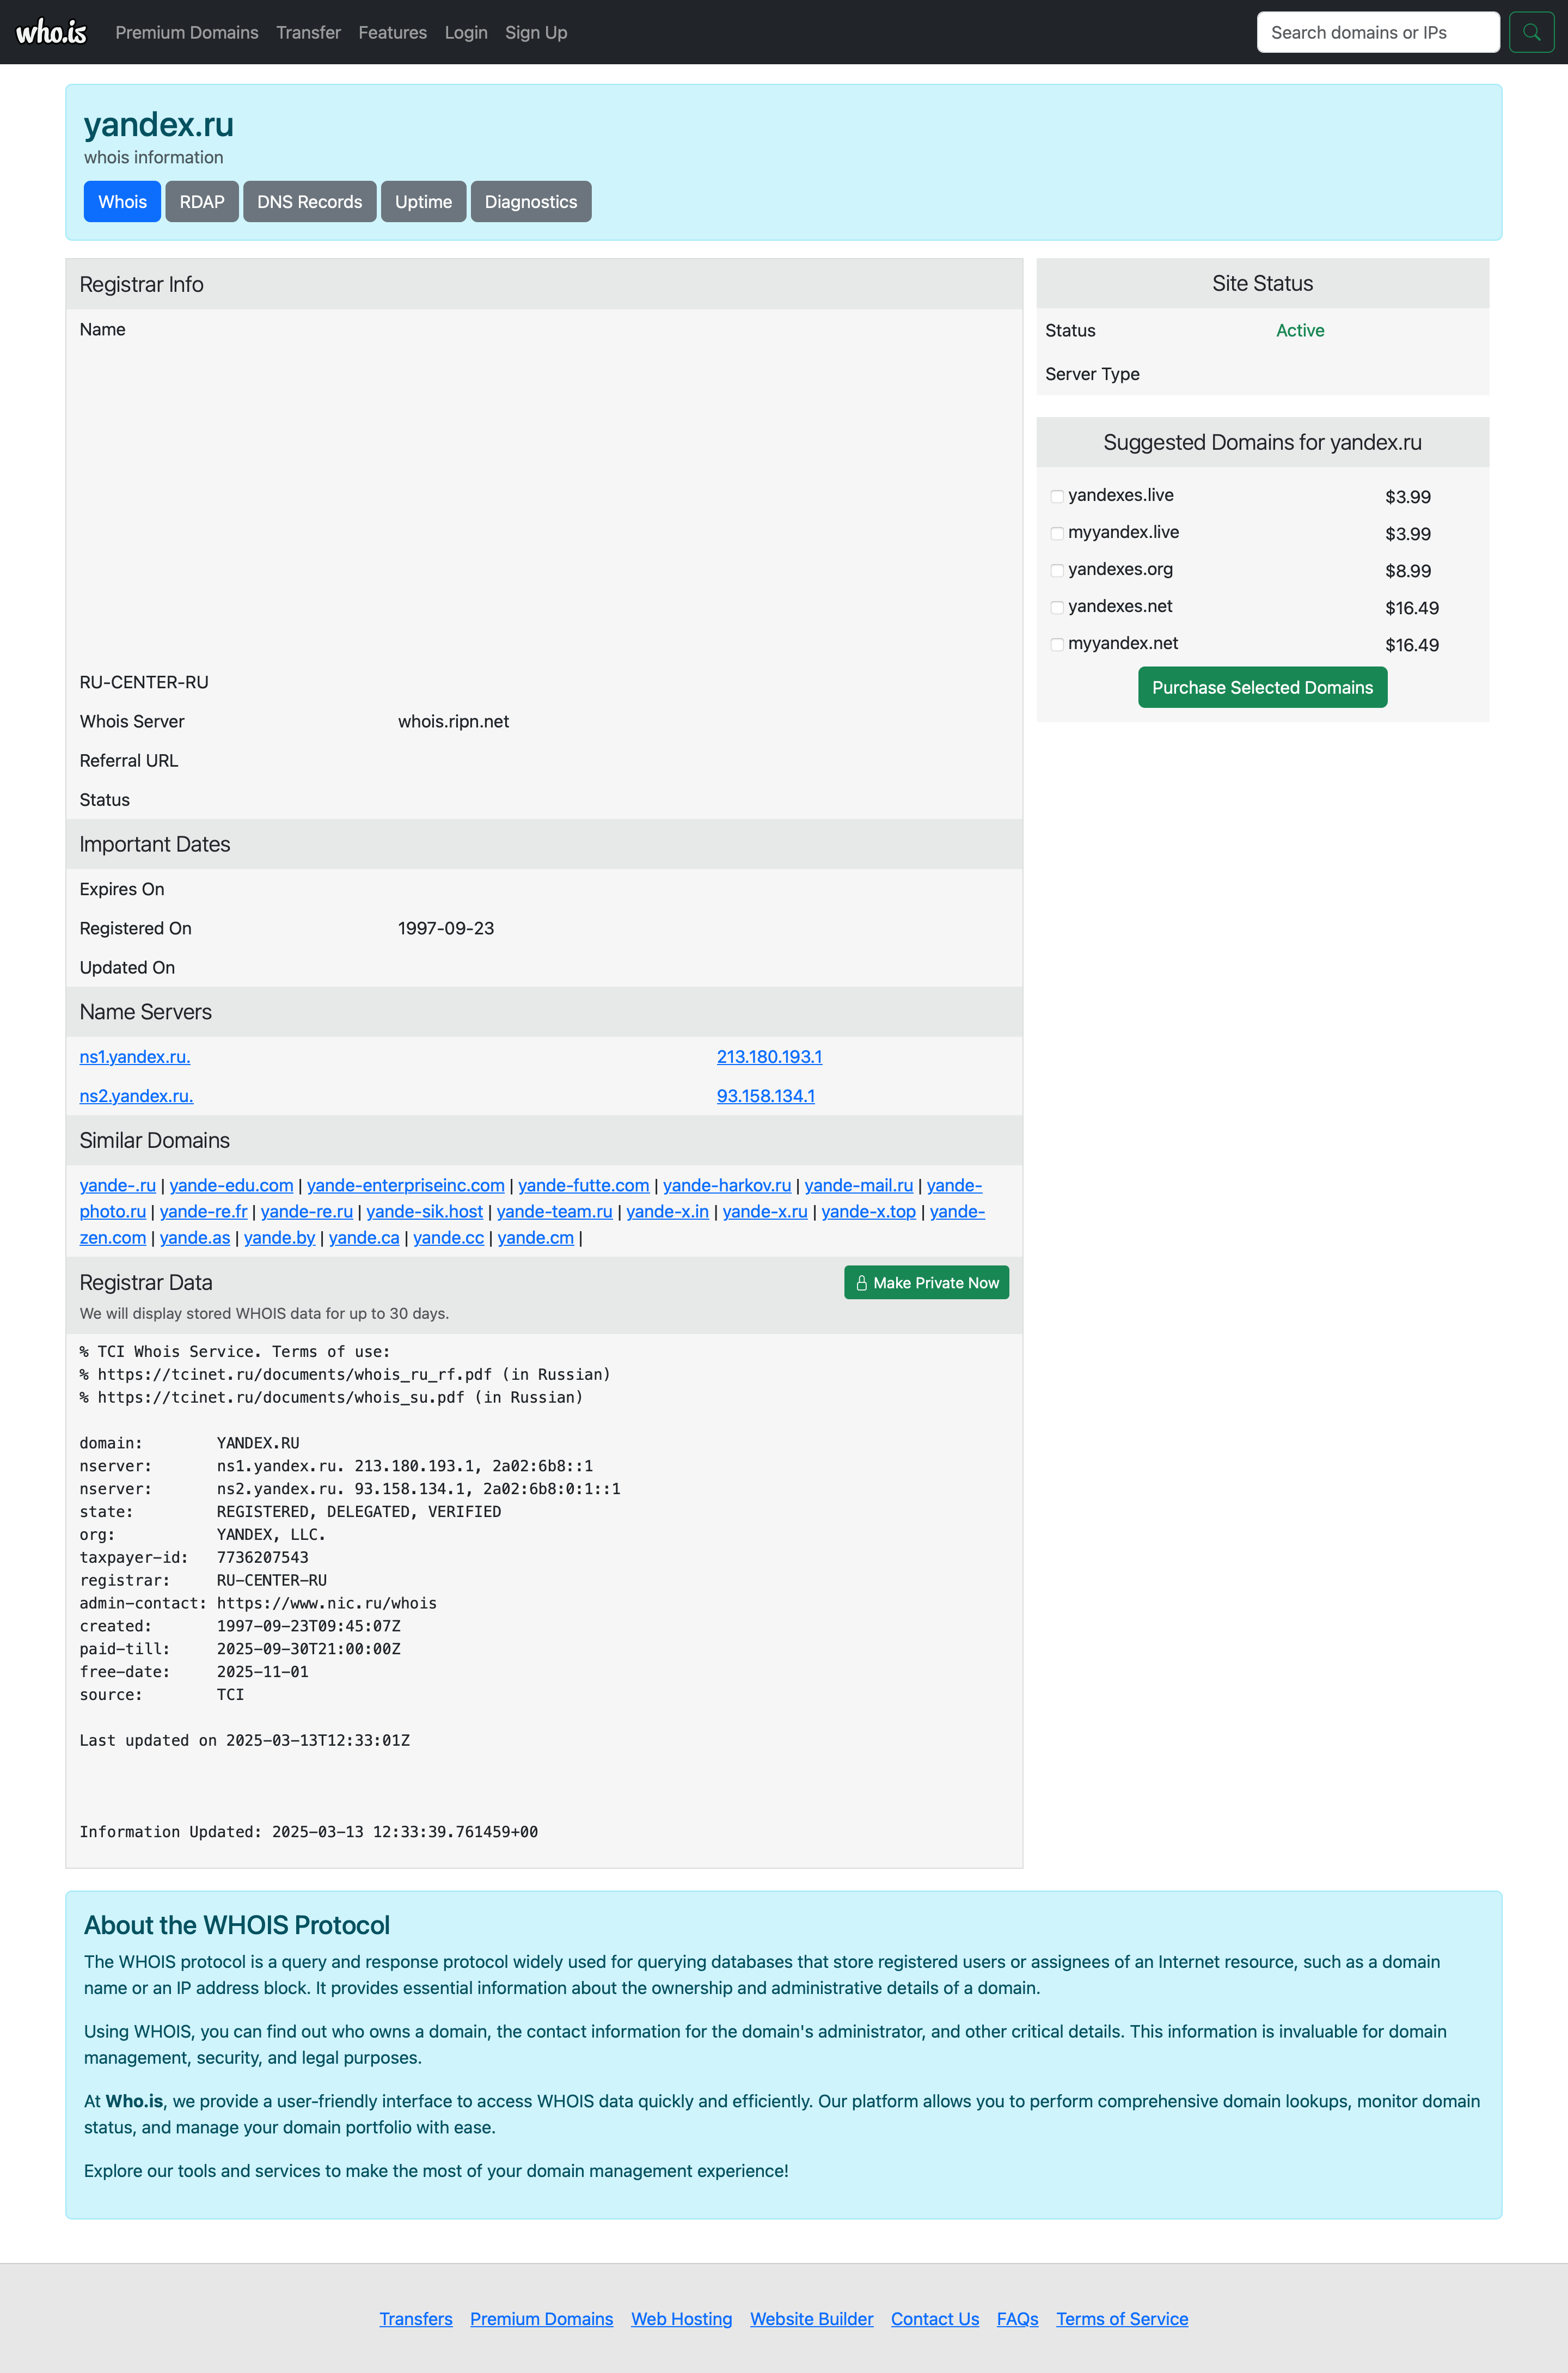 who.is Premium Domains Transfer Features Login Sign Up Search domains or IPs
yandex.ru
whois information
Whois RDAP DNS Records Uptime Diagnostics
Registrar Info
Name
RU-CENTER-RU
Whois Server whois.ripn.net
Referral URL
Status
Important Dates
Expires On
Registered On 1997-09-23
Updated On
Name Servers
ns1.yandex.ru. 213.180.193.1
ns2.yandex.ru. 93.158.134.1
Similar Domains
yande-.ru | yande-edu.com | yande-enterpriseinc.com | yande-futte.com | yande-harkov.ru | yande-mail.ru | yande-
photo.ru | yande-re.fr | yande-re.ru | yande-sik.host | yande-team.ru | yande-x.in | yande-x.ru | yande-x.top | yande-
zen.com | yande.as | yande.by | yande.ca | yande.cc | yande.cm |
Registrar Data Make Private Now
We will display stored WHOIS data for up to 30 days.
% TCI Whois Service. Terms of use:
% https://tcinet.ru/documents/whois_ru_rf.pdf (in Russian)
% https://tcinet.ru/documents/whois_su.pdf (in Russian)
domain: YANDEX.RU
nserver: ns1.yandex.ru. 213.180.193.1, 2a02:6b8::1
nserver: ns2.yandex.ru. 93.158.134.1, 2a02:6b8:0:1::1
state: REGISTERED, DELEGATED, VERIFIED
org: YANDEX, LLC.
taxpayer-id: 7736207543
registrar: RU-CENTER-RU
admin-contact: https://www.nic.ru/whois
created: 1997-09-23T09:45:07Z
paid-till: 2025-09-30T21:00:00Z
free-date: 2025-11-01
source: TCI
Last updated on 2025-03-13T12:33:01Z
Information Updated: 2025-03-13 12:33:39.761459+00
Site Status
Status Active
Server Type
Suggested Domains for yandex.ru
yandexes.live $3.99
myyandex.live $3.99
yandexes.org $8.99
yandexes.net $16.49
myyandex.net $16.49
Purchase Selected Domains
About the WHOIS Protocol
The WHOIS protocol is a query and response protocol widely used for querying databases that store registered users or assignees of an Internet resource, such as a domain
name or an IP address block. It provides essential information about the ownership and administrative details of a domain.
Using WHOIS, you can find out who owns a domain, the contact information for the domain's administrator, and other critical details. This information is invaluable for domain
management, security, and legal purposes.
At Who.is, we provide a user-friendly interface to access WHOIS data quickly and efficiently. Our platform allows you to perform comprehensive domain lookups, monitor domain
status, and manage your domain portfolio with ease.
Explore our tools and services to make the most of your domain management experience!
Transfers Premium Domains Web Hosting Website Builder Contact Us FAQs Terms of Service